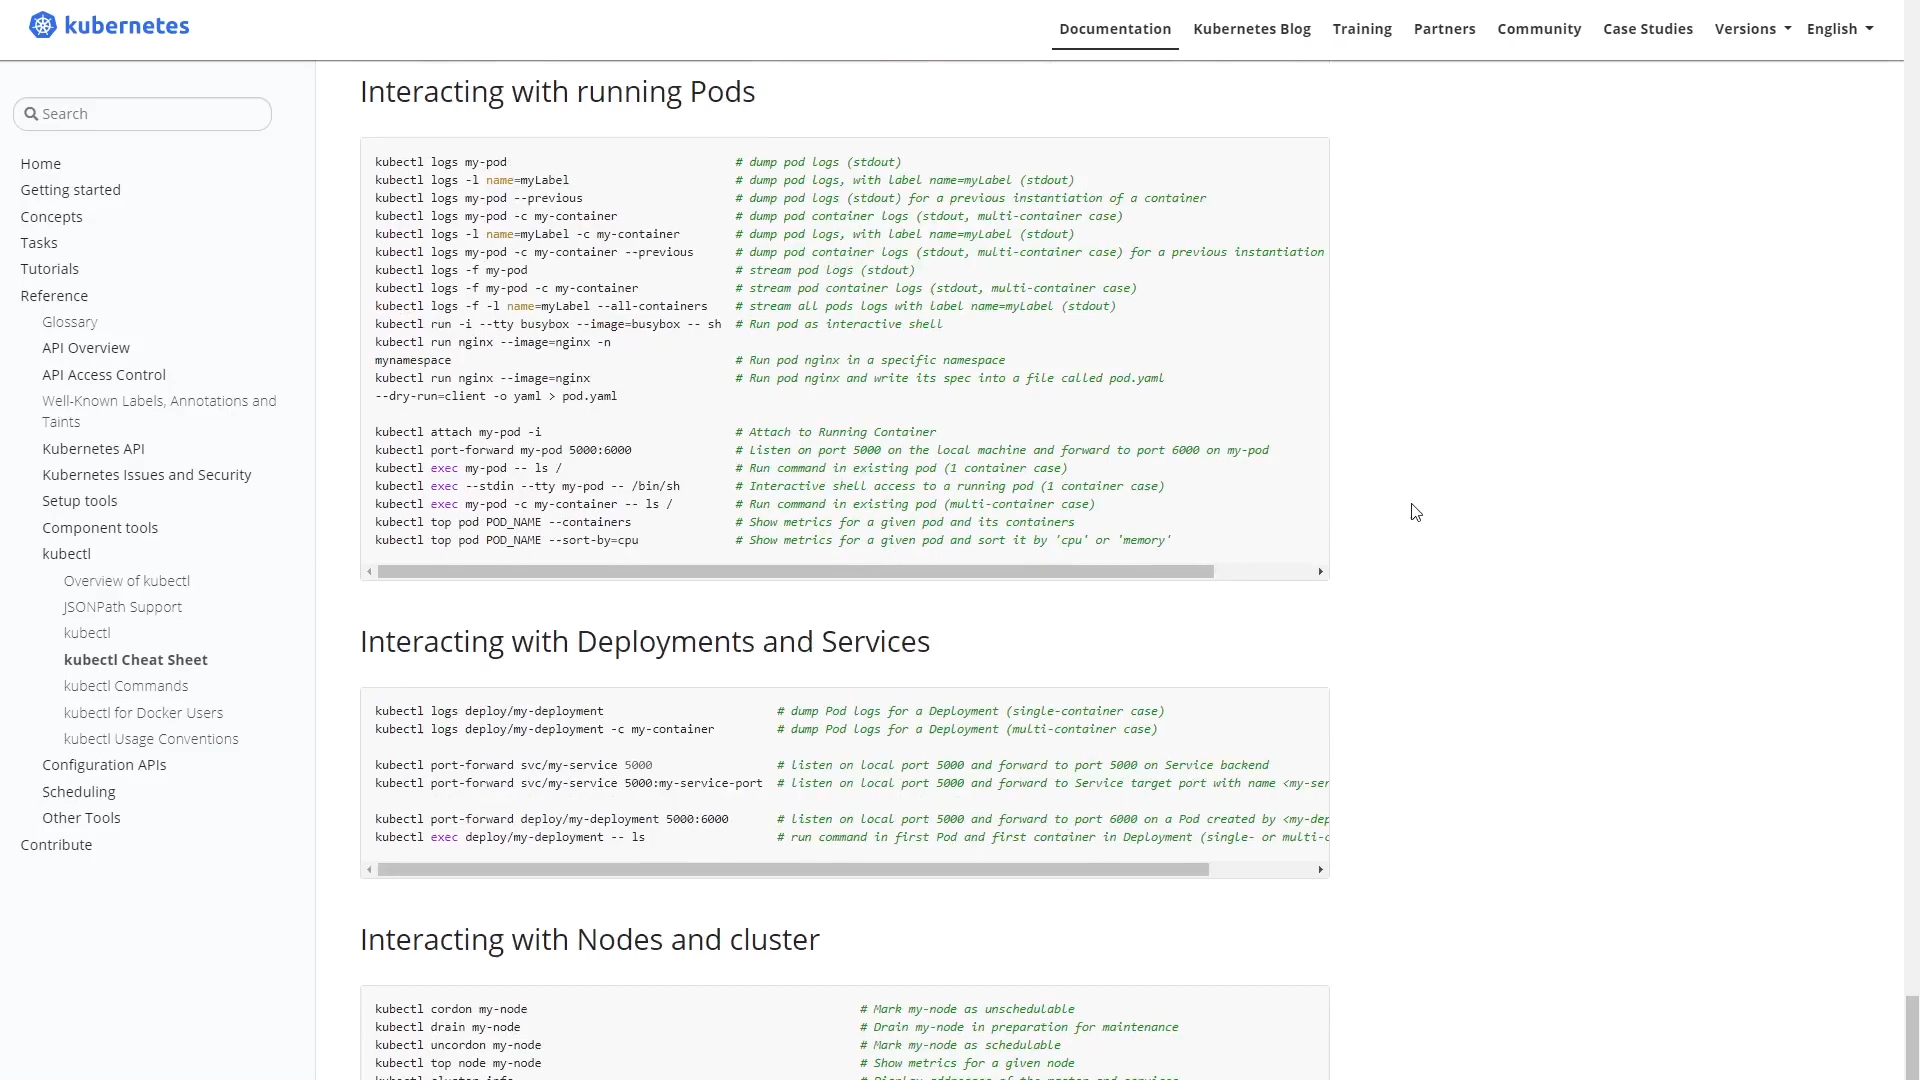 kubernetes
Documentation Kubernetes Blog Training Partners Community Case Studies Versions English
Search
Home
Getting started
Concepts
Tasks
Tutorials
Reference
Glossary
API Overview
API Access Control
Well-Known Labels, Annotations and
Taints
Kubernetes API
Kubernetes Issues and Security
Setup tools
Component tools
kubectl
Overview of kubectl
JSONPath Support
kubectl
kubectl Cheat Sheet
kubectl Commands
kubectl for Docker Users
kubectl Usage Conventions
Configuration APIs
Scheduling
Other Tools
Contribute
Interacting with running Pods
kubectl logs my-pod # dump pod logs (stdout)
kubectl logs -l name=myLabel # dump pod logs, with label name=myLabel (stdout)
kubectl logs my-pod --previous # dump pod logs (stdout) for a previous instantiation of a container
kubectl logs my-pod -c my-container # dump pod container logs (stdout, multi-container case)
kubectl logs -l name=myLabel -c my-container # dump pod logs, with label name=myLabel (stdout)
kubectl logs my-pod -c my-container --previous # dump pod container logs (stdout, multi-container case) for a previous instantiation
kubectl logs -f my-pod # stream pod logs (stdout)
kubectl logs -f my-pod -c my-container # stream pod container logs (stdout, multi-container case)
kubectl logs -f -l name=myLabel --all-containers # stream all pods logs with label name=myLabel (stdout)
kubectl run -i --tty busybox --image=busybox -- sh # Run pod as interactive shell
kubectl run nginx --image=nginx -n
mynamespace # Run pod nginx in a specific namespace
kubectl run nginx --image=nginx # Run pod nginx and write its spec into a file called pod.yaml
--dry-run=client -o yaml > pod.yaml
kubectl attach my-pod -i # Attach to Running Container
kubectl port-forward my-pod 5000:6000 # Listen on port 5000 on the local machine and forward to port 6000 on my-pod
kubectl exec my-pod -- ls / # Run command in existing pod (1 container case)
kubectl exec --stdin --tty my-pod -- /bin/sh # Interactive shell access to a running pod (1 container case)
kubectl exec my-pod -c my-container -- ls / # Run command in existing pod (multi-container case)
kubectl top pod POD_NAME --containers # Show metrics for a given pod and its containers
kubectl top pod POD_NAME --sort-by=cpu # Show metrics for a given pod and sort it by 'cpu' or 'memory'
Interacting with Deployments and Services
kubectl logs deploy/my-deployment # dump Pod logs for a Deployment (single-container case)
kubectl logs deploy/my-deployment -c my-container # dump Pod logs for a Deployment (multi-container case)
kubectl port-forward svc/my-service 5000 # listen on local port 5000 and forward to port 5000 on Service backend
kubectl port-forward svc/my-service 5000:my-service-port # listen on local port 5000 and forward to Service target port with name <my-ser
kubectl port-forward deploy/my-deployment 5000:6000 # listen on local port 5000 and forward to port 6000 on a Pod created by <my-dep
kubectl exec deploy/my-deployment -- ls # run command in first Pod and first container in Deployment (single- or multi-c
Interacting with Nodes and cluster
kubectl cordon my-node # Mark my-node as unschedulable
kubectl drain my-node # Drain my-node in preparation for maintenance
kubectl uncordon my-node # Mark my-node as schedulable
kubectl top node my-node # Show metrics for a given node
kubectl cluster-info # Display addresses of the master and services